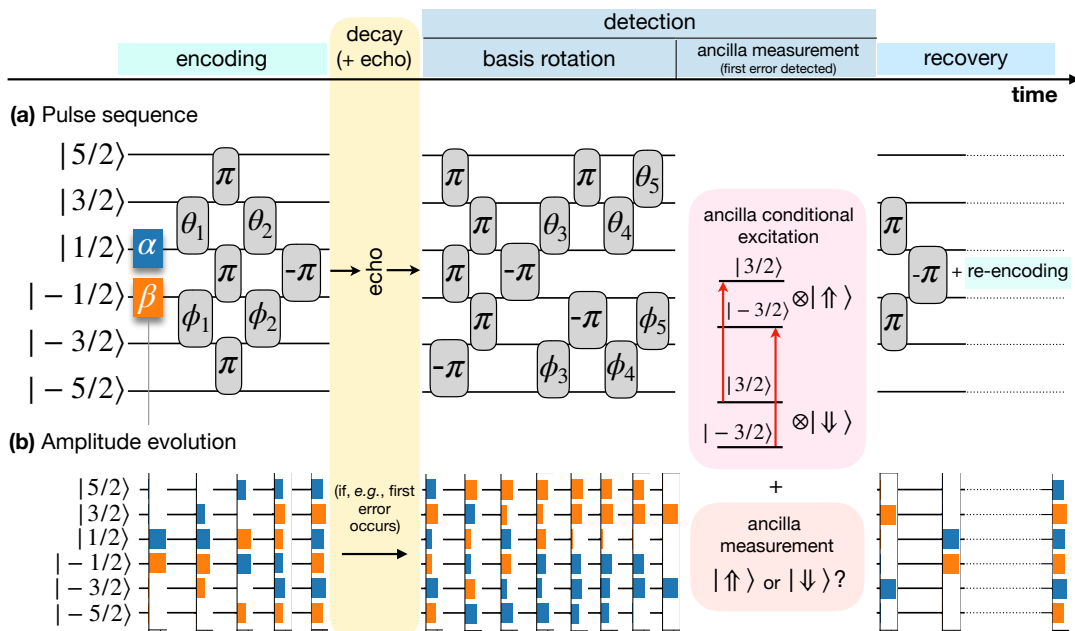 detection
decay
(+ echo)
encoding
basis rotation
ancilla measurement
(first error detected)
recovery
time
(a) Pulse sequence
|5/2⟩
|3/2⟩
|1/2⟩
|−1/2⟩
|−3/2⟩
|−5/2⟩
α
β
θ₁
ϕ₁
π
π
π
θ₂
ϕ₂
-π
echo
π
π
-π
π
π
-π
θ₃
ϕ₃
π
-π
θ₄
ϕ₄
θ₅
ϕ₅
ancilla conditional
excitation
|3/2⟩
|−3/2⟩
⊗|⇑⟩
|3/2⟩
|−3/2⟩
⊗|⇓⟩
+
ancilla
measurement
|⇑⟩ or |⇓⟩?
π
π
-π
+ re-encoding
(b) Amplitude evolution
|5/2⟩
|3/2⟩
|1/2⟩
|−1/2⟩
|−3/2⟩
|−5/2⟩
(if, e.g., first
error
occurs)